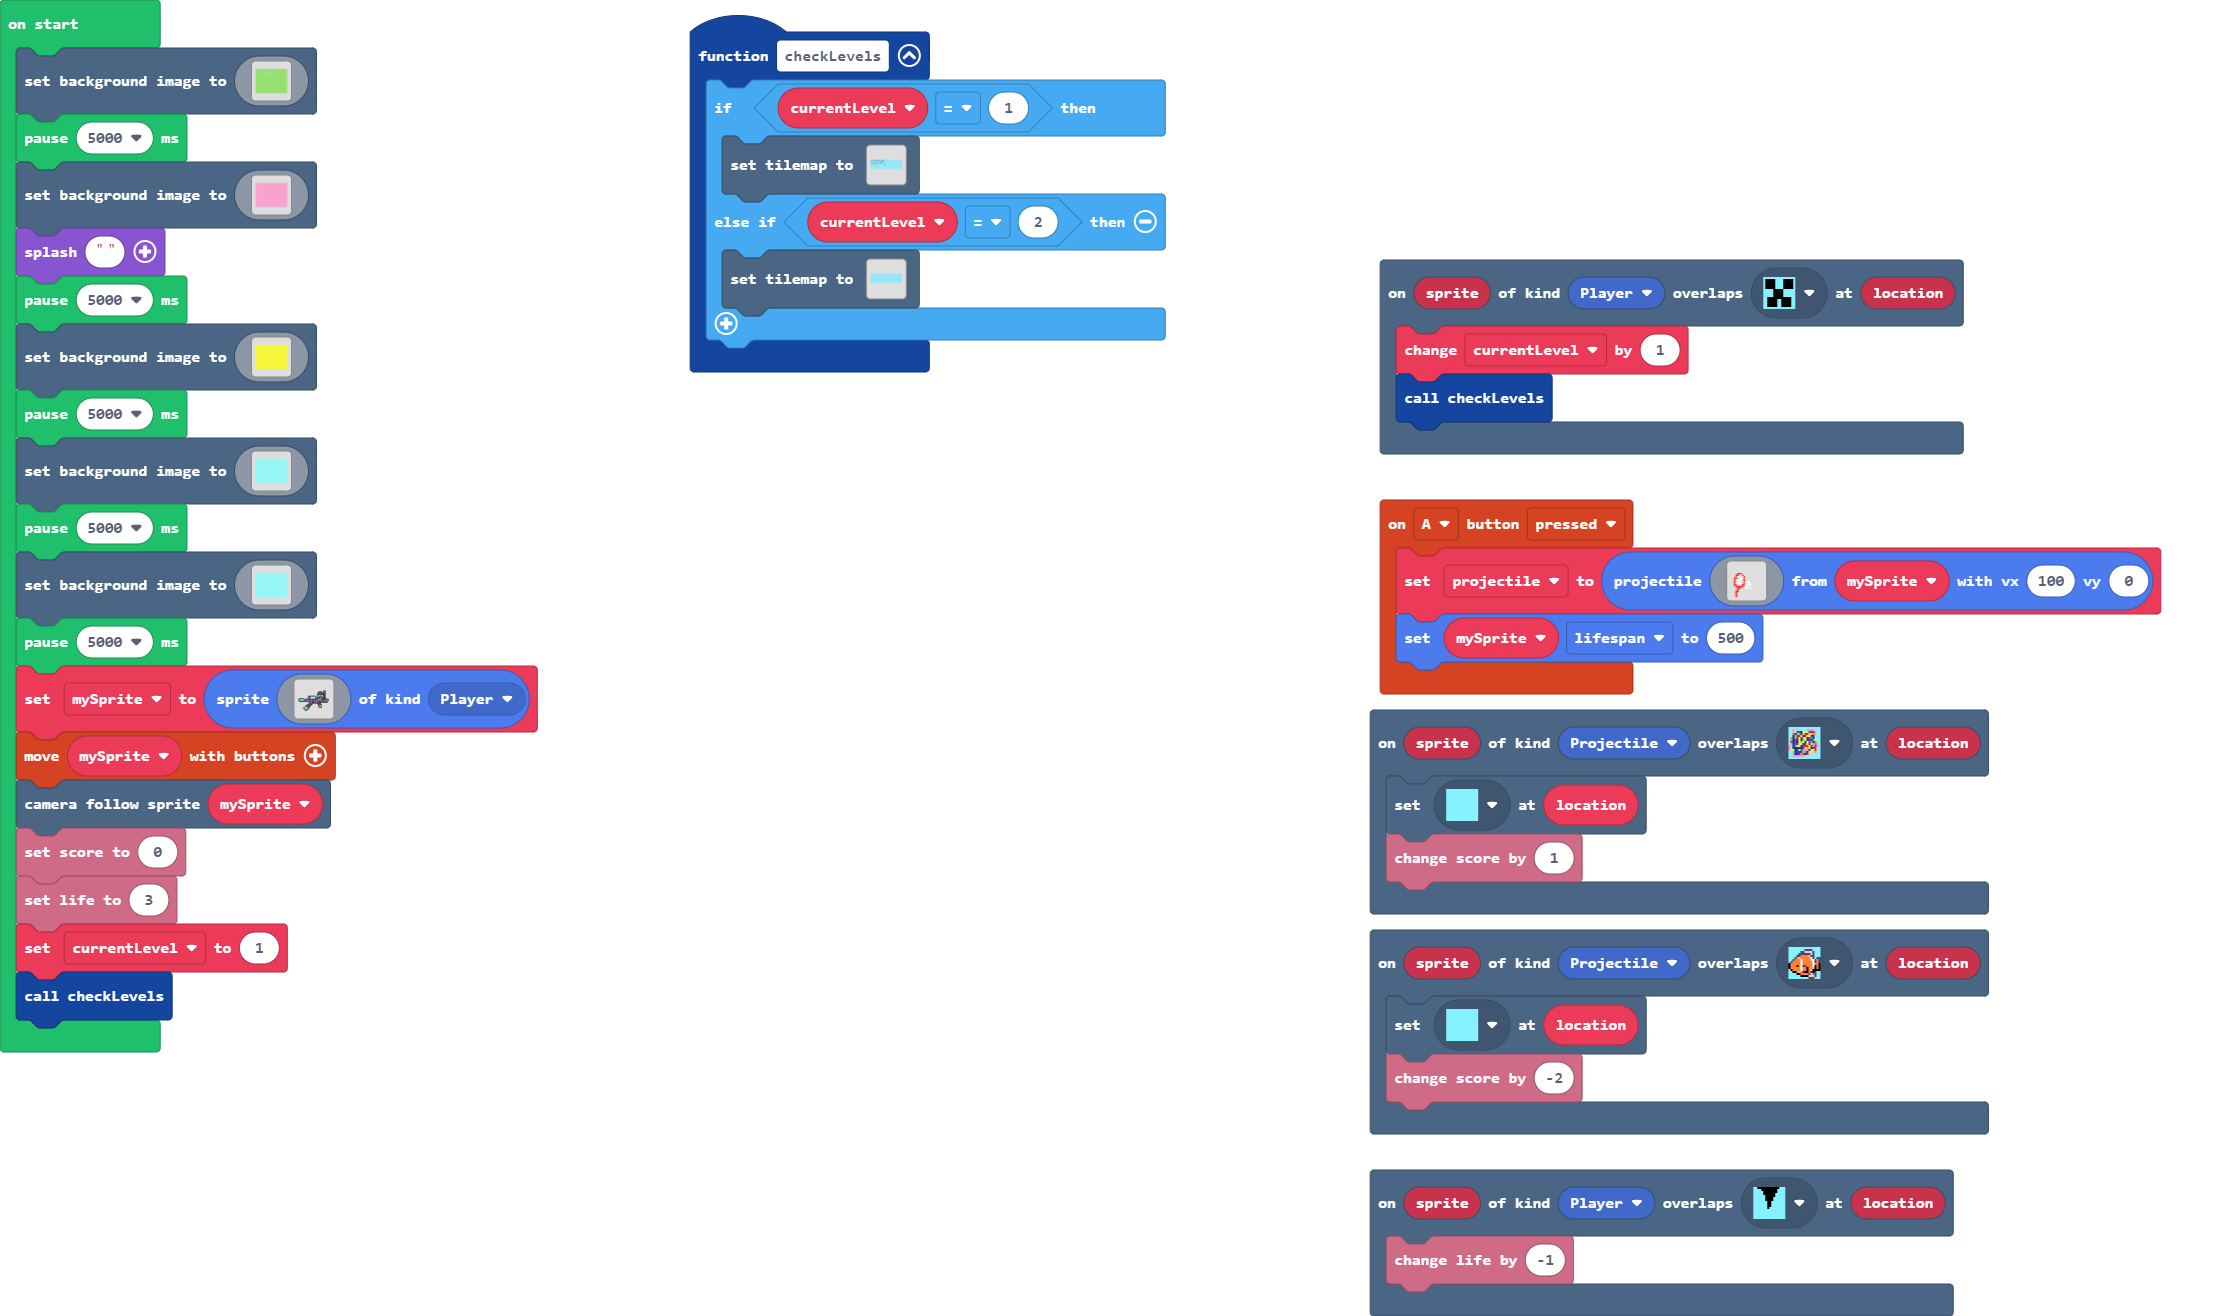 on start
set background image to
pause 5000 ms
set background image to
splash " "
pause 5000 ms
set background image to
pause 5000 ms
set background image to
pause 5000 ms
set background image to
pause 5000 ms
set mySprite to sprite of kind Player
move mySprite with buttons
camera follow sprite mySprite
set score to 0
set life to 3
set currentLevel to 1
call checkLevels
function checkLevels
if currentLevel = 1 then
set tilemap to
else if currentLevel = 2 then
set tilemap to
on sprite of kind Player overlaps at location
change currentLevel by 1
call checkLevels
on A button pressed
set projectile to projectile from mySprite with vx 100 vy 0
set mySprite lifespan to 500
on sprite of kind Projectile overlaps at location
set at location
change score by 1
on sprite of kind Projectile overlaps at location
set at location
change score by -2
on sprite of kind Player overlaps at location
change life by -1